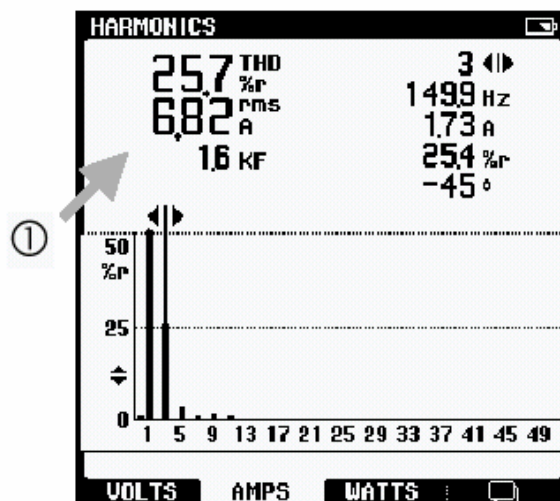 HARMONICS
25.7 THD %r
6.82 rms A
1.6 KF
3
149.9 Hz
1.73 A
25.4 %r
-45 °
①
50
%r
25
0
1 5 9 13 17 21 25 29 33 37 41 45 49
VOLTS AMPS WATTS